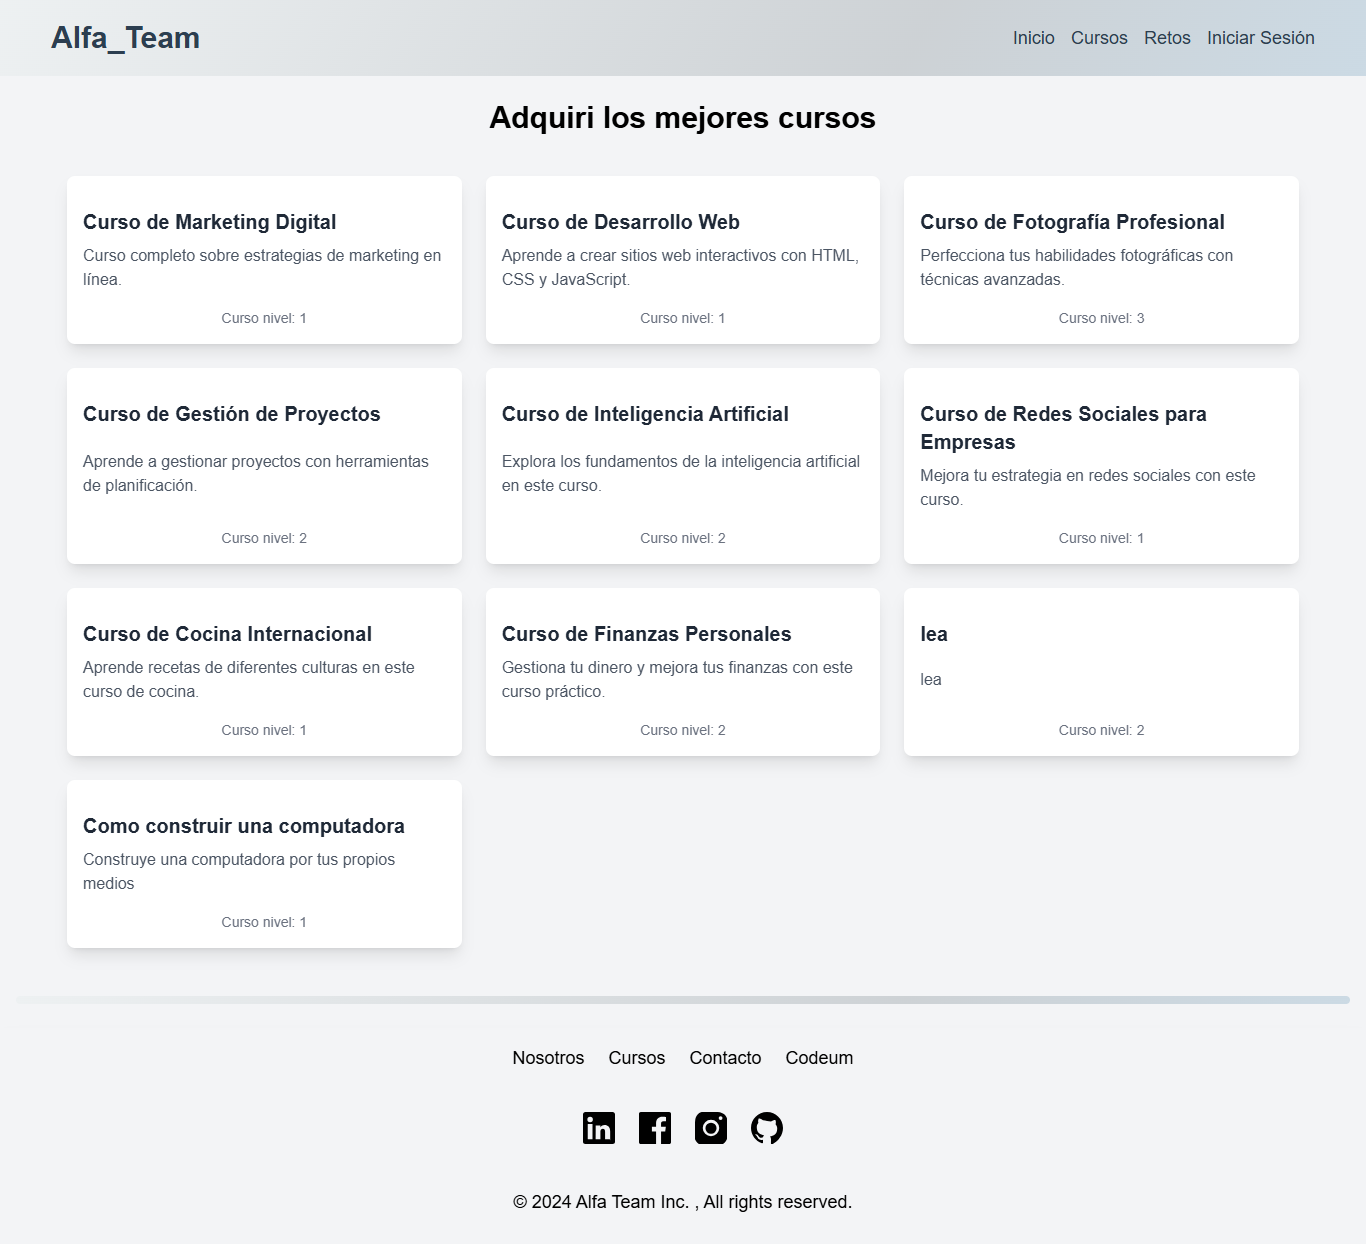 Alfa_Team
Inicio Cursos Retos Iniciar Sesión
Adquiri los mejores cursos
Curso de Marketing Digital
Curso completo sobre estrategias de marketing en
línea.
Curso nivel: 1
Curso de Desarrollo Web
Aprende a crear sitios web interactivos con HTML,
CSS y JavaScript.
Curso nivel: 1
Curso de Fotografía Profesional
Perfecciona tus habilidades fotográficas con
técnicas avanzadas.
Curso nivel: 3
Curso de Gestión de Proyectos
Aprende a gestionar proyectos con herramientas
de planificación.
Curso nivel: 2
Curso de Inteligencia Artificial
Explora los fundamentos de la inteligencia artificial
en este curso.
Curso nivel: 2
Curso de Redes Sociales para
Empresas
Mejora tu estrategia en redes sociales con este
curso.
Curso nivel: 1
Curso de Cocina Internacional
Aprende recetas de diferentes culturas en este
curso de cocina.
Curso nivel: 1
Curso de Finanzas Personales
Gestiona tu dinero y mejora tus finanzas con este
curso práctico.
Curso nivel: 2
lea
lea
Curso nivel: 2
Como construir una computadora
Construye una computadora por tus propios
medios
Curso nivel: 1
Nosotros Cursos Contacto Codeum
© 2024 Alfa Team Inc. , All rights reserved.